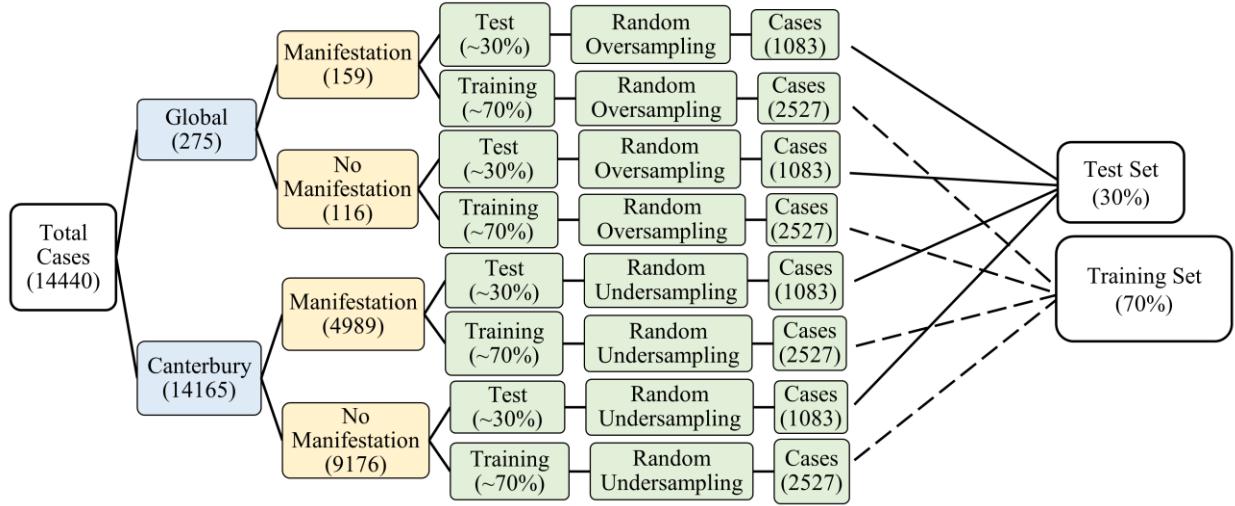 Total
Cases
(14440)
Global
(275)
Canterbury
(14165)
Manifestation
(159)
No
Manifestation
(116)
Manifestation
(4989)
No
Manifestation
(9176)
Test
(~30%)
Random
Oversampling
Cases
(1083)
Training
(~70%)
Random
Oversampling
Cases
(2527)
Test
(~30%)
Random
Oversampling
Cases
(1083)
Training
(~70%)
Random
Oversampling
Cases
(2527)
Test
(~30%)
Random
Undersampling
Cases
(1083)
Training
(~70%)
Random
Undersampling
Cases
(2527)
Test
(~30%)
Random
Undersampling
Cases
(1083)
Training
(~70%)
Random
Undersampling
Cases
(2527)
Test Set
(30%)
Training Set
(70%)